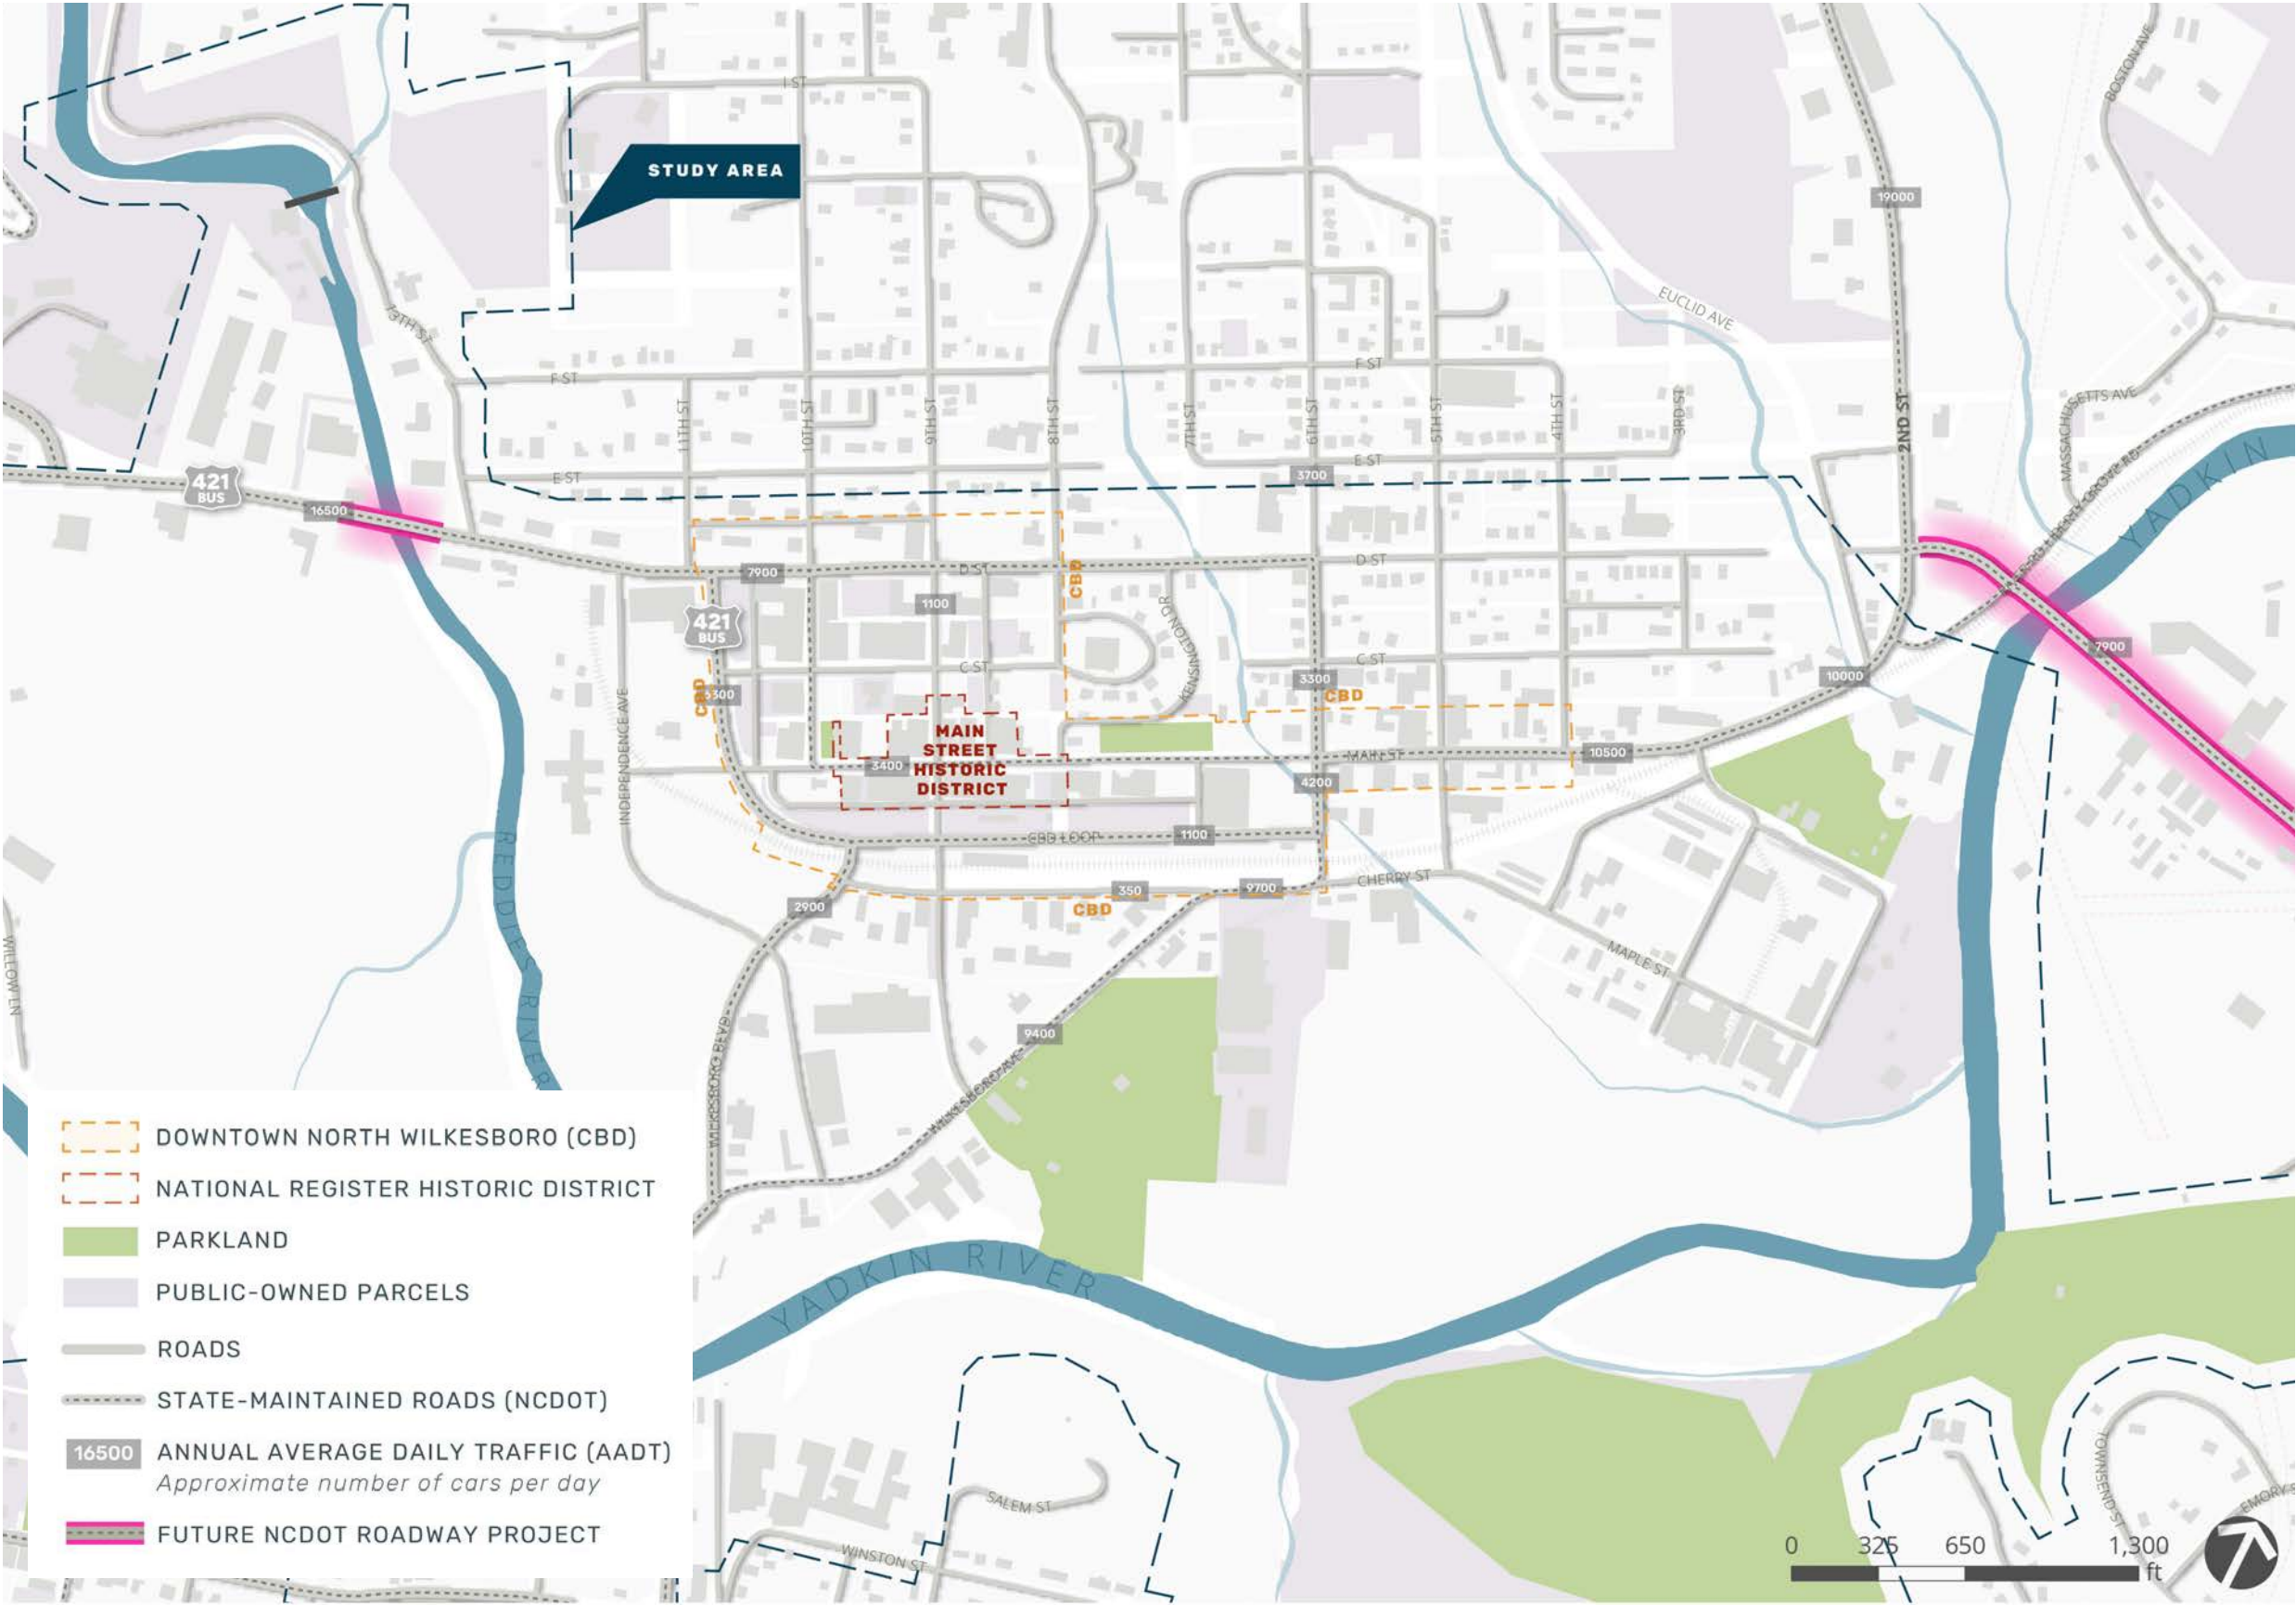 I ST
BOSTON AVE
STUDY AREA
19000
EUCLID AVE
13TH ST
F ST
F ST
11TH ST
10TH ST
9TH ST
8TH ST
7TH ST
6TH ST
5TH ST
4TH ST
3RD ST
2ND ST
MASSACHUSETTS AVE
YADKIN
E ST
E ST
3700
421
BUS
16500
D ST
D ST
7900
CBD
1100
421
BUS
KENSINGTON DR
C ST
C ST
7900
10000
3300
CBD
CBD
INDEPENDENCE AVE
MAIN
STREET
HISTORIC
DISTRICT
3400
MAIN ST
10500
4200
CBD LOOP
1100
REDDIES RIVER
350
9700
CHERRY ST
2900
CBD
WILLOW LN
MAPLE ST
9400
WILKESBORO AVE
WILKESBORO BLVD
YADKIN RIVER
DOWNTOWN NORTH WILKESBORO (CBD)
NATIONAL REGISTER HISTORIC DISTRICT
PARKLAND
PUBLIC-OWNED PARCELS
ROADS
STATE-MAINTAINED ROADS (NCDOT)
16500 ANNUAL AVERAGE DAILY TRAFFIC (AADT)
Approximate number of cars per day
FUTURE NCDOT ROADWAY PROJECT
SALEM ST
WINSTON ST
TOWNSEND ST
EMORY
0 325 650 1,300
ft